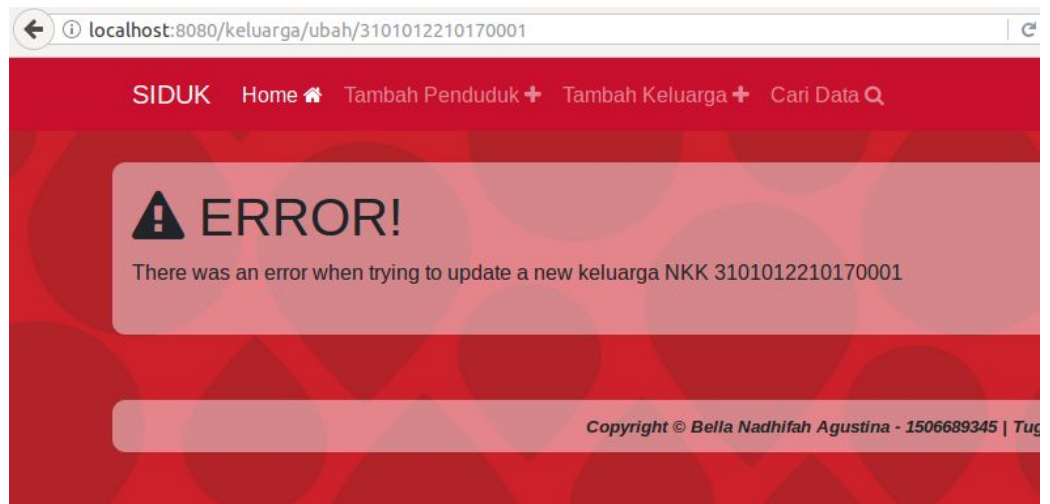 localhost:8080/keluarga/ubah/3101012210170001
SIDUK Home Tambah Penduduk Tambah Keluarga Cari Data
ERROR!
There was an error when trying to update a new keluarga NKK 3101012210170001
Copyright © Bella Nadhifah Agustina - 1506689345 | Tug